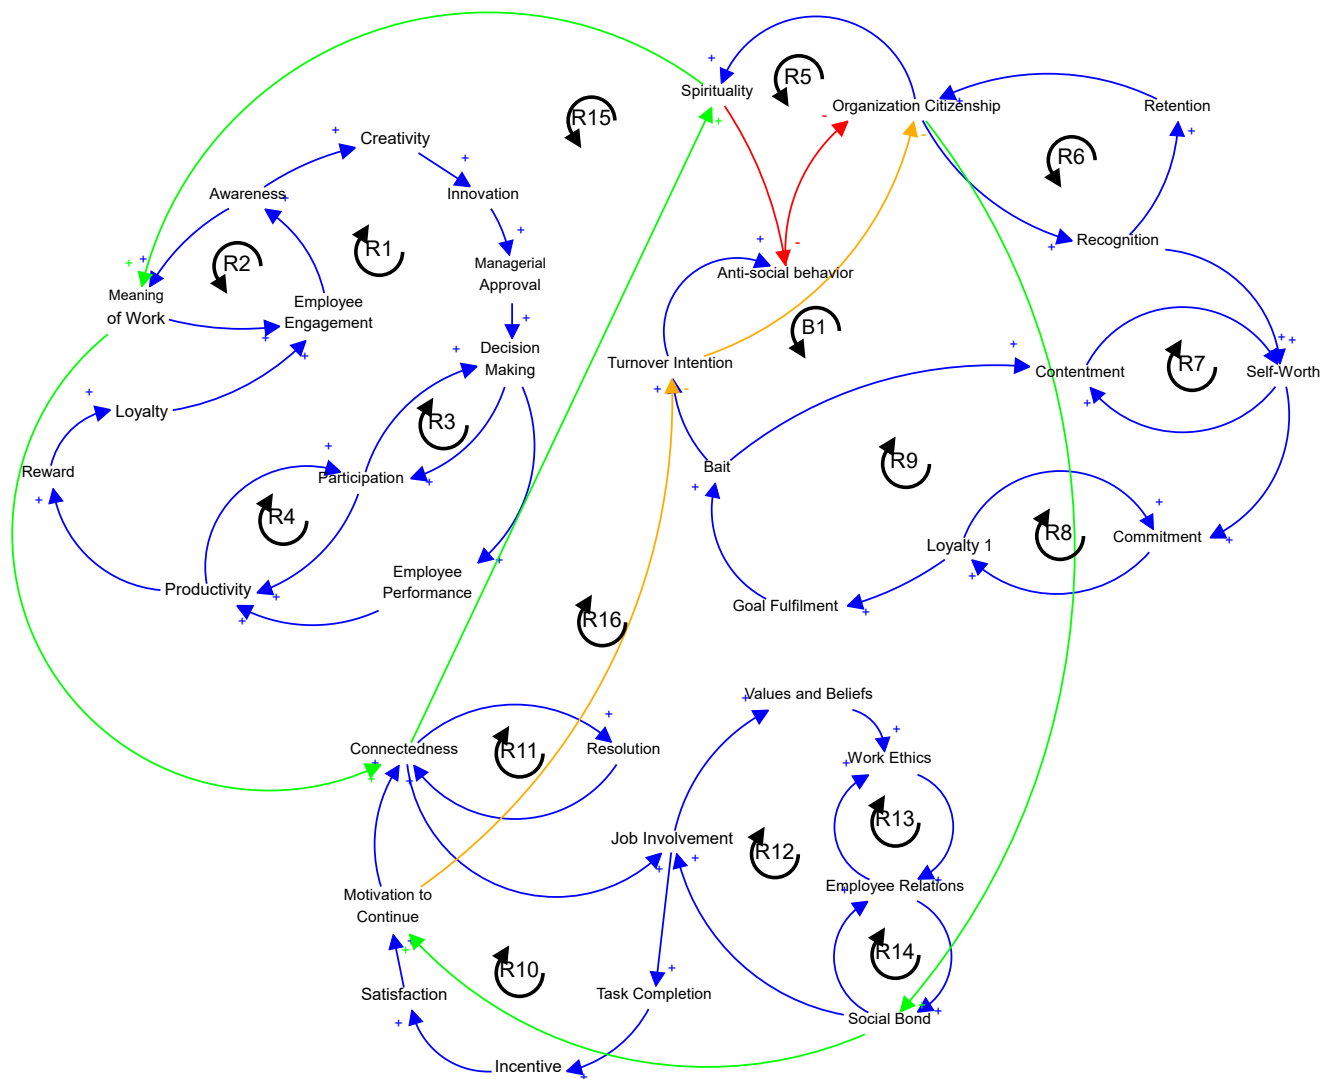 Spirituality
R5
Organization Citizenship
Retention
R15
Creativity
R6
Awareness
Innovation
R1
R2
Managerial
Approval
Recognition
Anti-social behavior
Meaning
of Work
Employee
Engagement
B1
Decision
Making
Turnover Intention
Contentment
R7
Self-Worth
Loyalty
R3
Reward
Participation
Bait
R9
R4
R8
Loyalty 1
Commitment
Productivity
Employee
Performance
Goal Fulfilment
R16
Values and Beliefs
Connectedness
R11
Resolution
Work Ethics
R13
Job Involvement
R12
Employee Relations
Motivation to
Continue
R14
R10
Satisfaction
Task Completion
Social Bond
Incentive